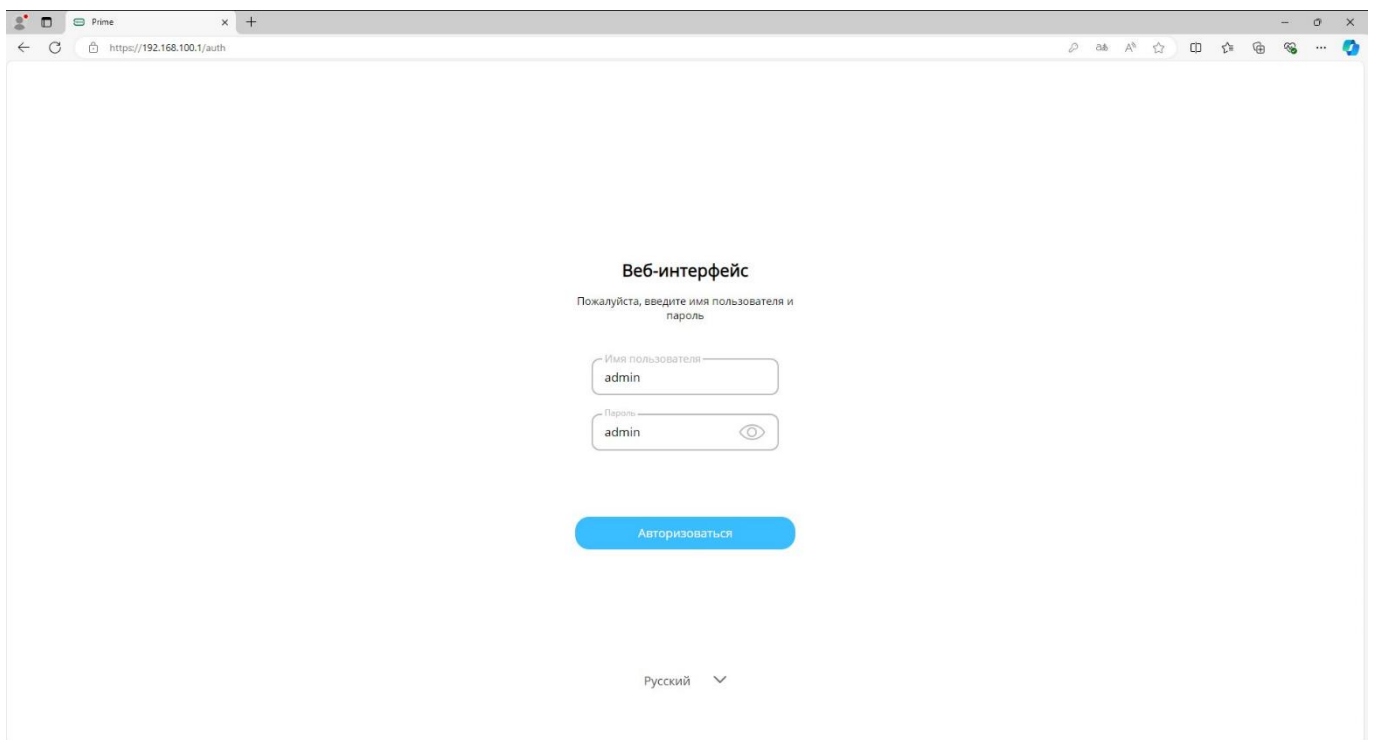 Prime
https://192.168.100.1/auth
Веб-интерфейс
Пожалуйста, введите имя пользователя и
пароль
Имя пользователя
admin
Пароль
admin
Авторизоваться
Русский